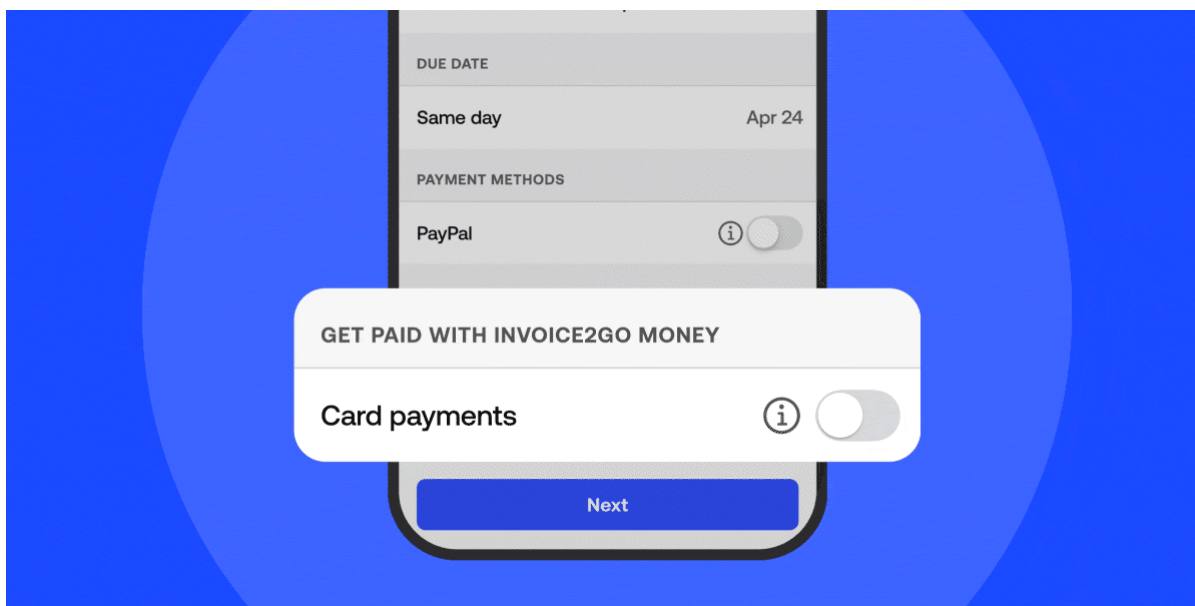 DUE DATE
Same day Apr 24
PAYMENT METHODS
PayPal
GET PAID WITH INVOICE2GO MONEY
Card payments
Next